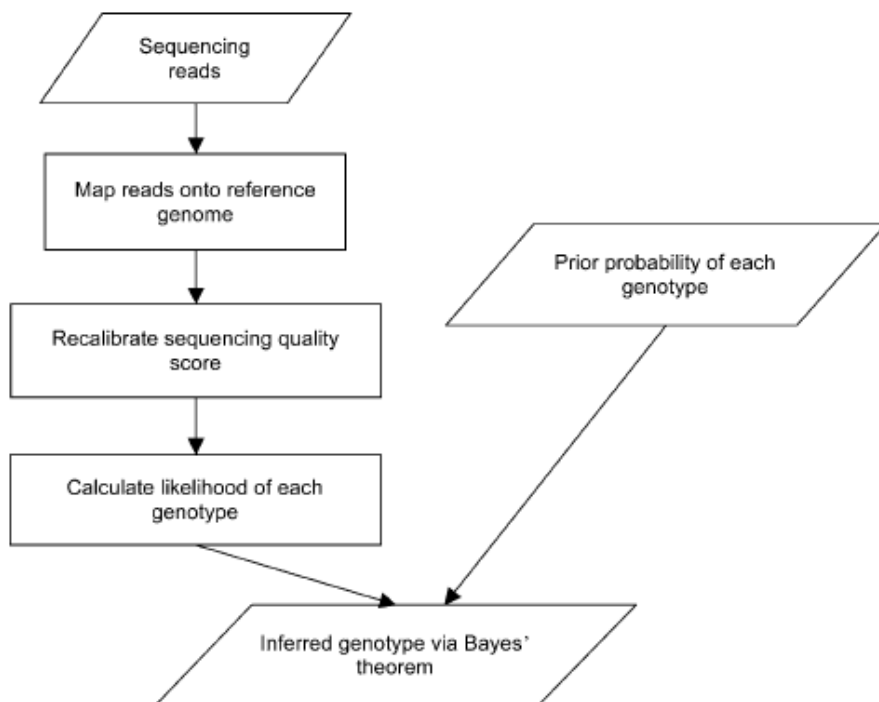 Sequencing
reads
Map reads onto reference
genome
Prior probability of each
genotype
Recalibrate sequencing quality
score
Calculate likelihood of each
genotype
Inferred genotype via Bayes'
theorem